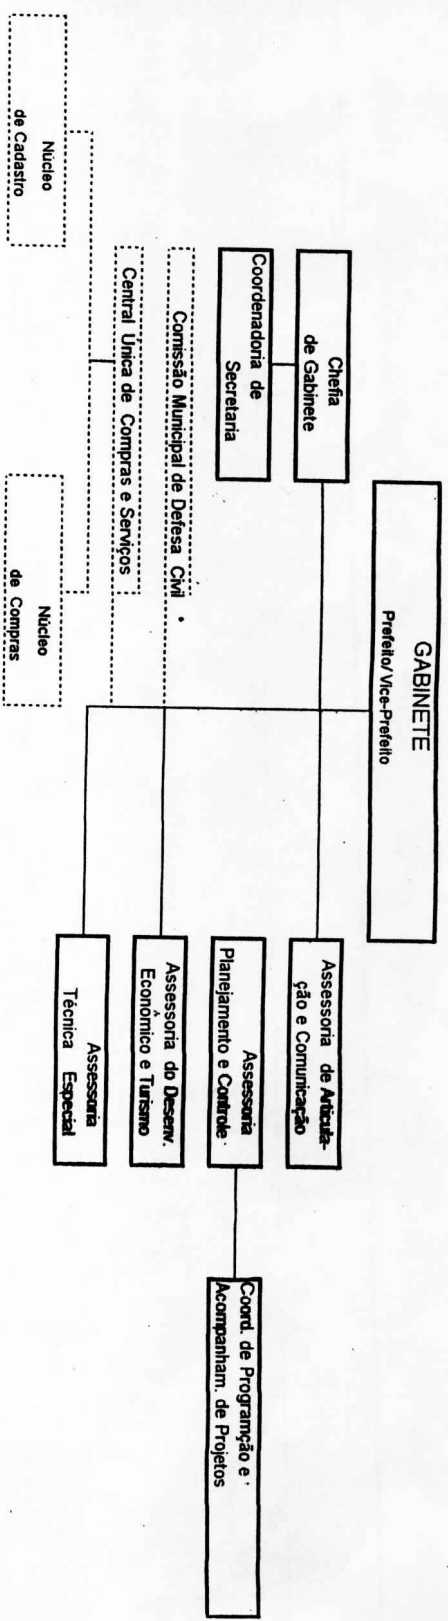 GABINETE
Prefeito/Vice-Prefeito
Chefia
de Gabinete
Coordenadoria de
Secretaria
Comissão Municipal de Defesa Civil
Central Única de Compras e Serviços
Núcleo
de Cadastro
Núcleo
de Compras
Assessoria de Articula-
ção e Comunicação
Assessoria
Planejamento e Controle
Assessoria do Desenv.
Econômico e Turismo
Assessoria
Técnica Especial
Coord. de Programção e
Acompanham. de Projetos